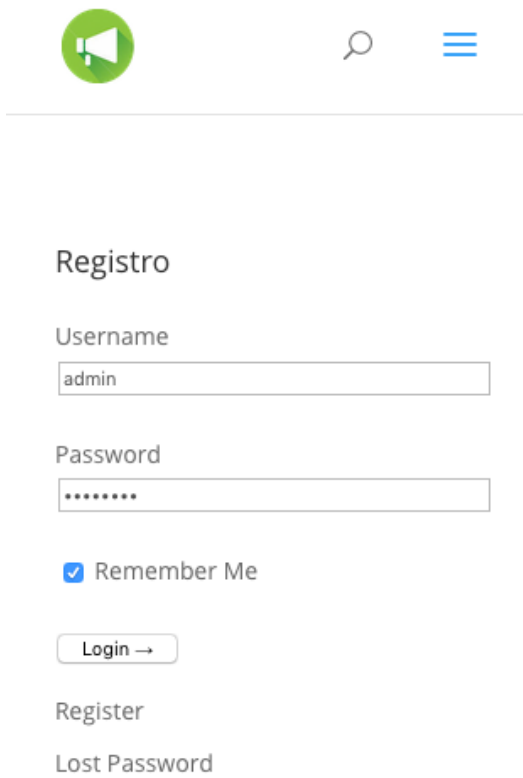 Registro
Username
admin
Password
••••••••
Remember Me
Login →
Register
Lost Password